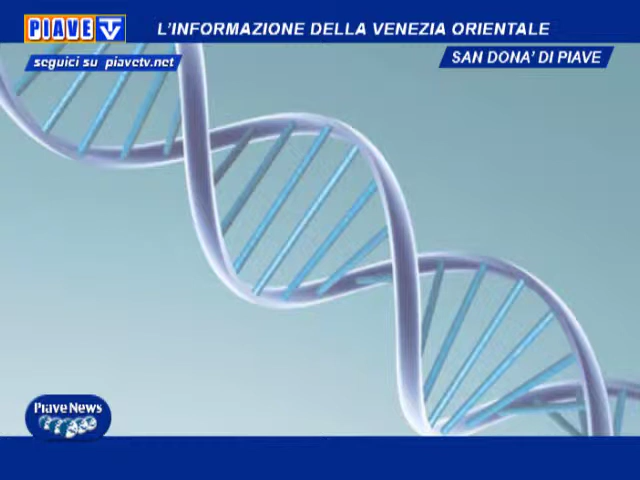 PIAVE TV
L'INFORMAZIONE DELLA VENEZIA ORIENTALE
seguici su piavetv.net
SAN DONA' DI PIAVE
Piave News